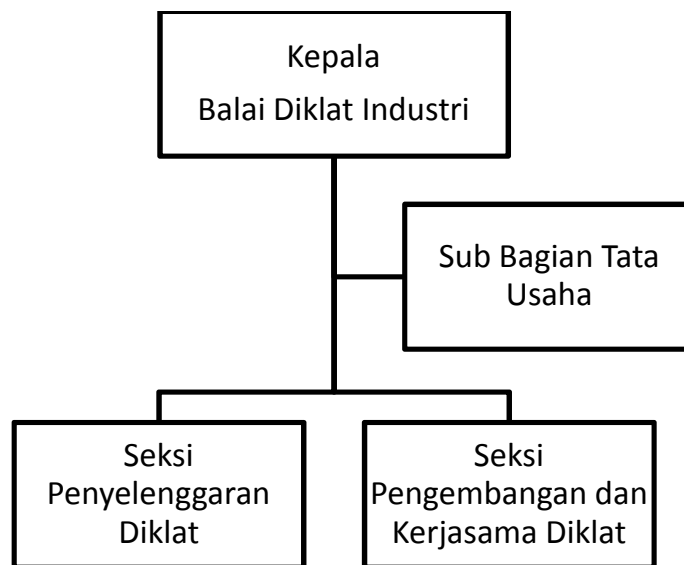 Kepala
Balai Diklat Industri
Sub Bagian Tata
Usaha
Seksi
Penyelenggaran
Diklat
Seksi
Pengembangan dan
Kerjasama Diklat